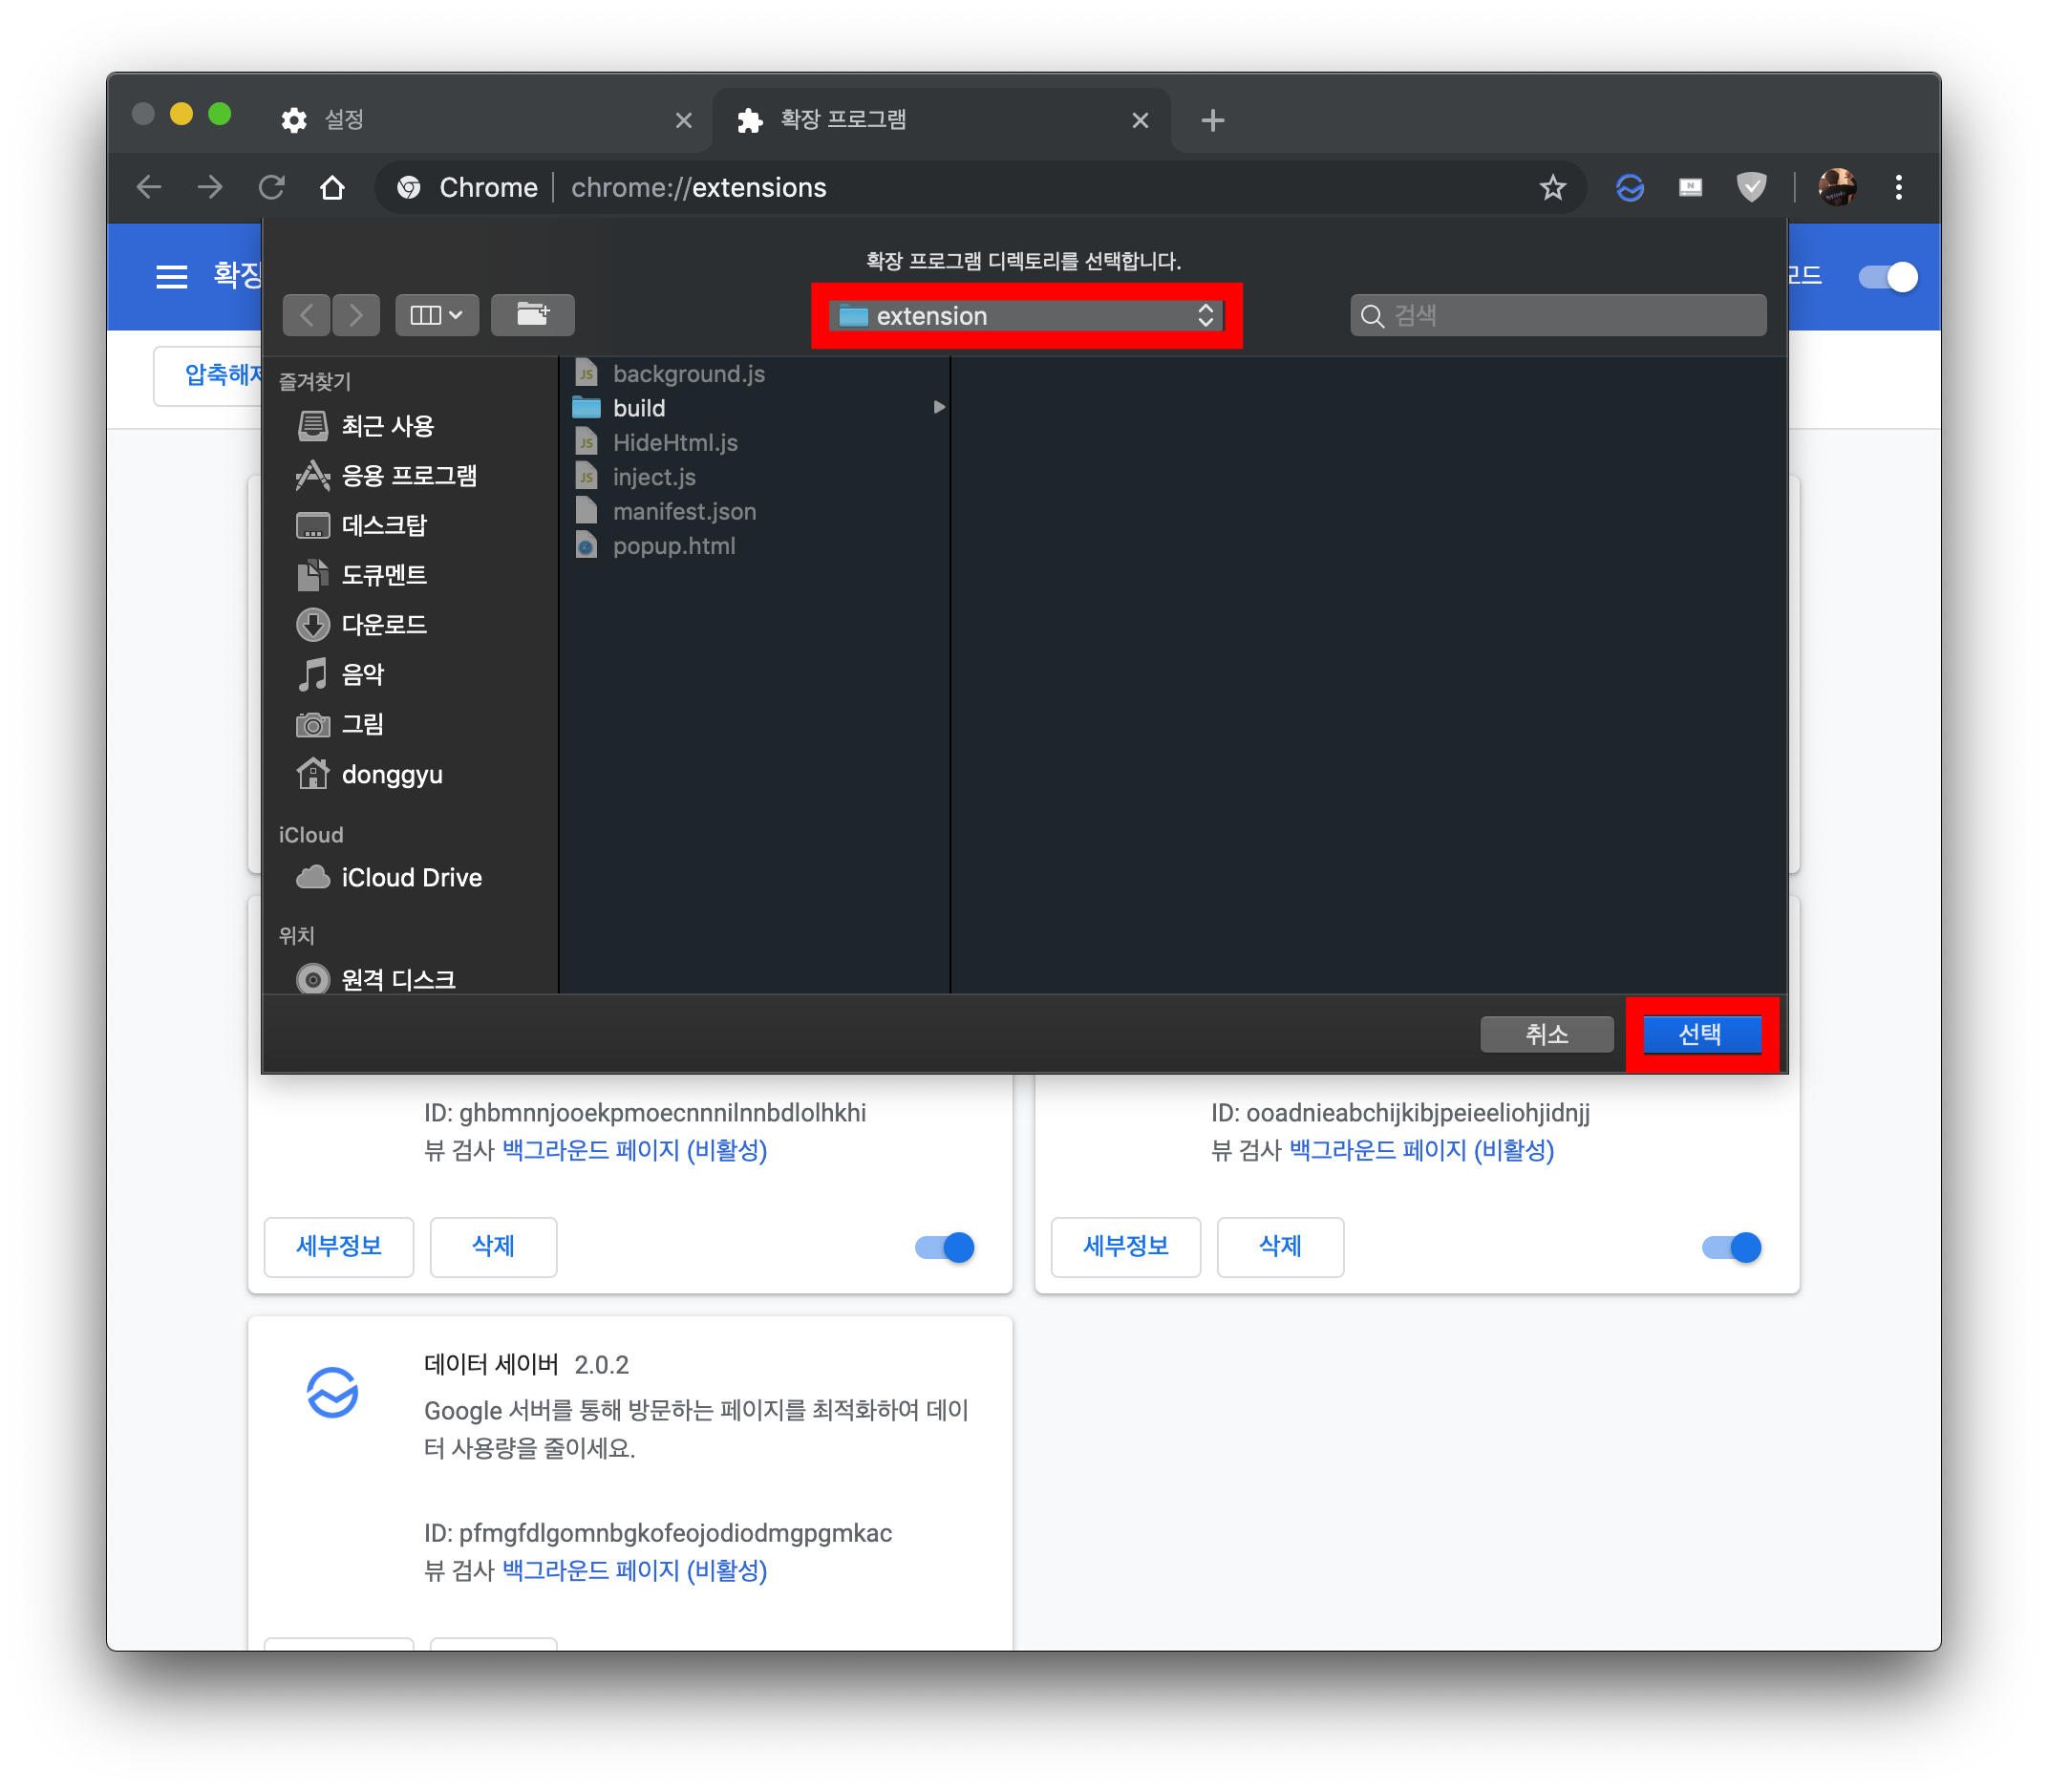 설정
확장 프로그램
Chrome
chrome://extensions
확장
모드
확장 프로그램 디렉토리를 선택합니다.
extension
검색
압축해제
즐겨찾기
최근 사용
응용 프로그램
데스크탑
도큐멘트
다운로드
음악
그림
donggyu
iCloud
iCloud Drive
위치
원격 디스크
background.js
build
HideHtml.js
inject.js
manifest.json
popup.html
취소
선택
ID: ghbmnnjooekpmoecnnnilnnbdlolhkhi
뷰 검사 백그라운드 페이지 (비활성)
세부정보
삭제
ID: ooadnieabchijkibjpeieeliohjidnjj
뷰 검사 백그라운드 페이지 (비활성)
세부정보
삭제
데이터 세이버 2.0.2
Google 서버를 통해 방문하는 페이지를 최적화하여 데이
터 사용량을 줄이세요.
ID: pfmgfdlgomnbgkofeojodiodmgpgmkac
뷰 검사 백그라운드 페이지 (비활성)